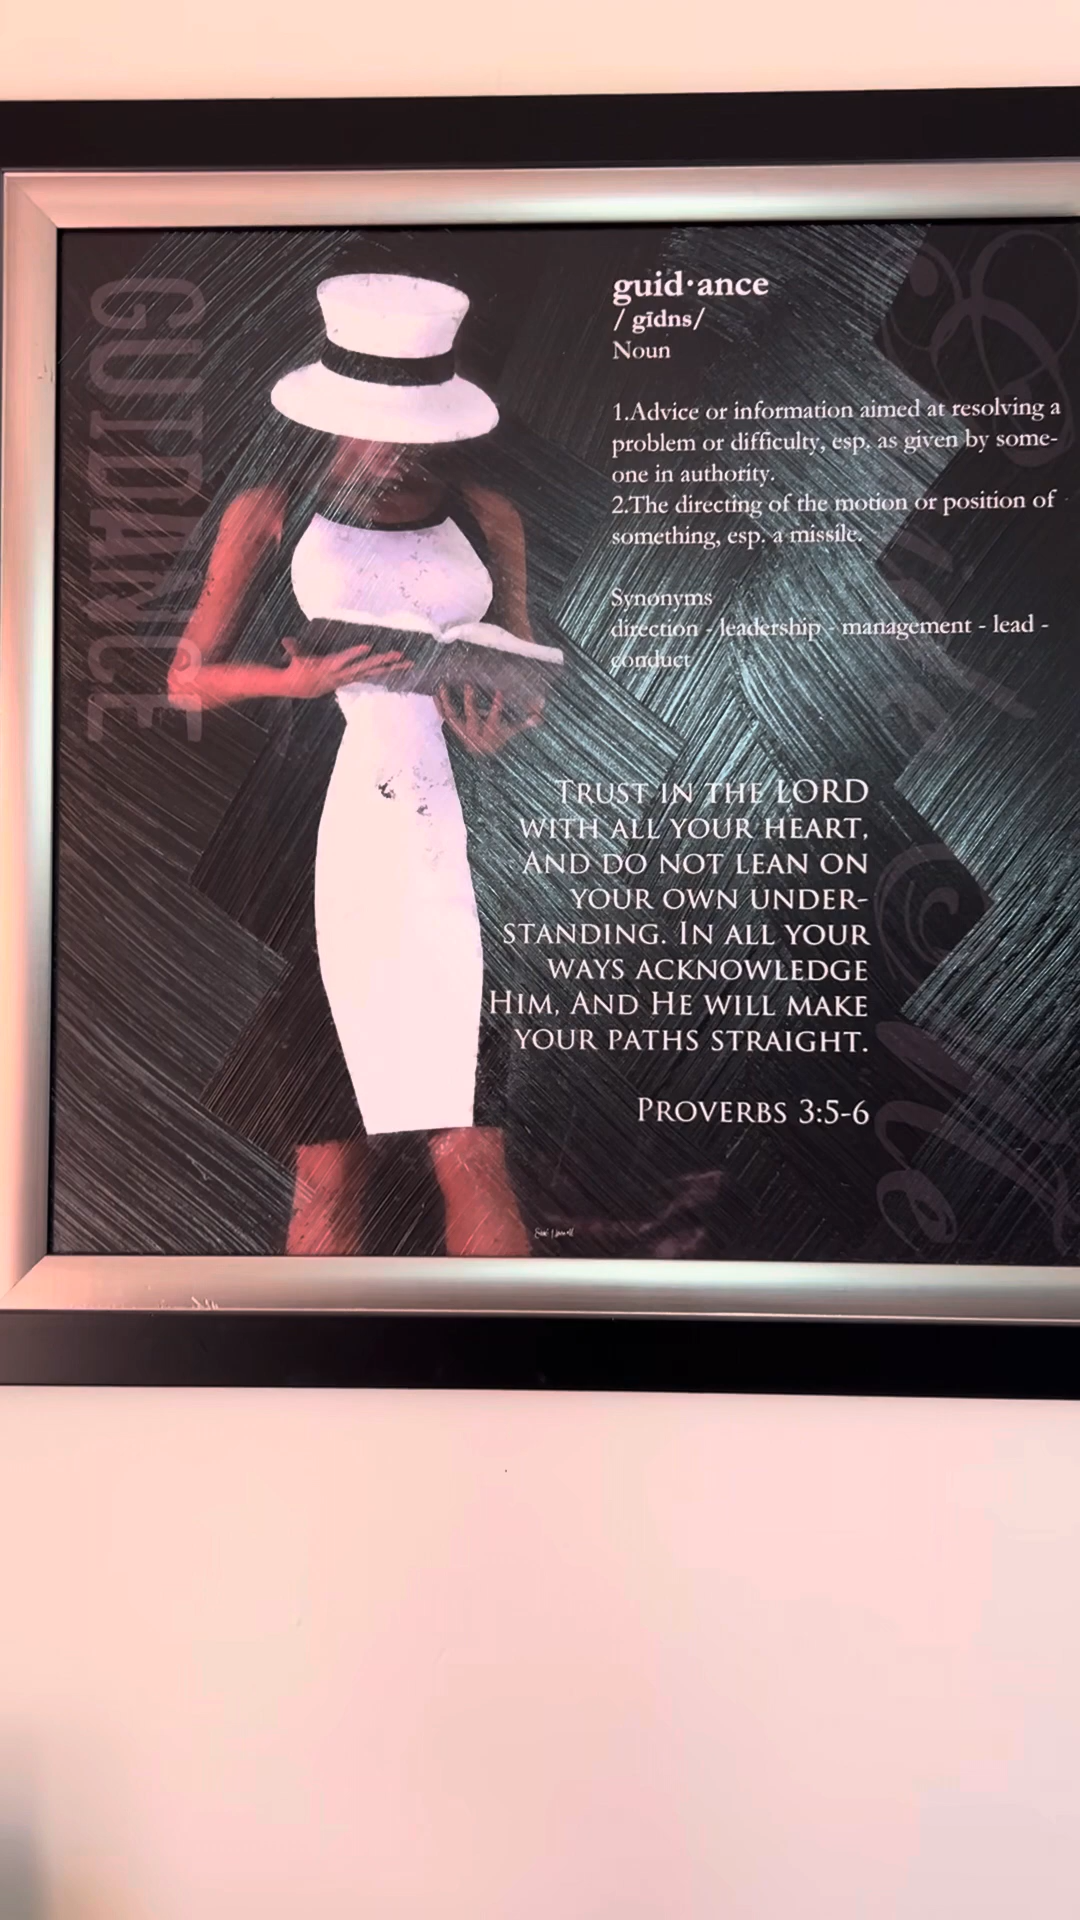 GUIDANCE
guid·ance
/ gīdns/
Noun
1.Advice or information aimed at resolving a
problem or difficulty, esp. as given by some-
one in authority.
2.The directing of the motion or position of
something, esp. a missile.
Synonyms
direction - leadership - management - lead -
conduct
TRUST IN THE LORD
WITH ALL YOUR HEART,
AND DO NOT LEAN ON
YOUR OWN UNDER-
STANDING. IN ALL YOUR
WAYS ACKNOWLEDGE
HIM, AND HE WILL MAKE
YOUR PATHS STRAIGHT.
PROVERBS 3:5-6